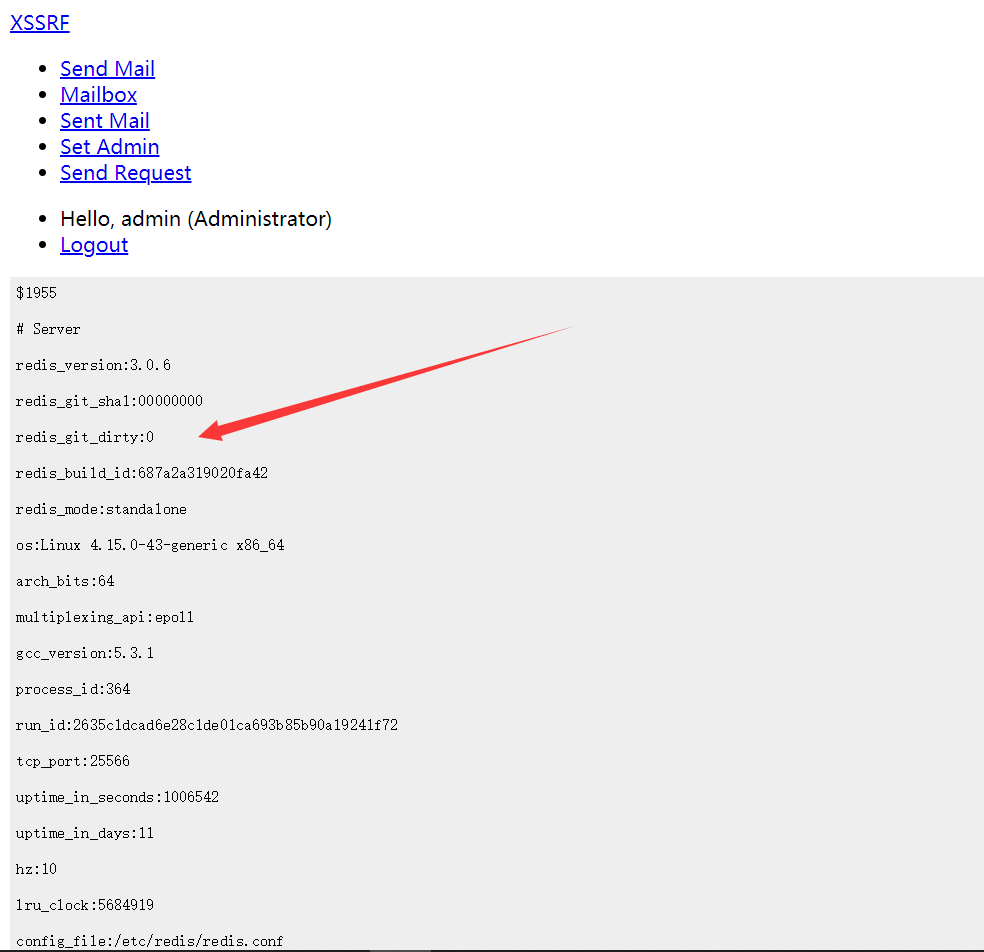 XSSRF
Send Mail
Mailbox
Sent Mail
Set Admin
Send Request
Hello, admin (Administrator)
Logout
$1955
# Server
redis_version:3.0.6
redis_git_sha1:00000000
redis_git_dirty:0
redis_build_id:687a2a319020fa42
redis_mode:standalone
os:Linux 4.15.0-43-generic x86_64
arch_bits:64
multiplexing_api:epoll
gcc_version:5.3.1
process_id:364
run_id:2635c1dcad6e28c1de01ca693b85b90a19241f72
tcp_port:25566
uptime_in_seconds:1006542
uptime_in_days:11
hz:10
lru_clock:5684919
config_file:/etc/redis/redis.conf